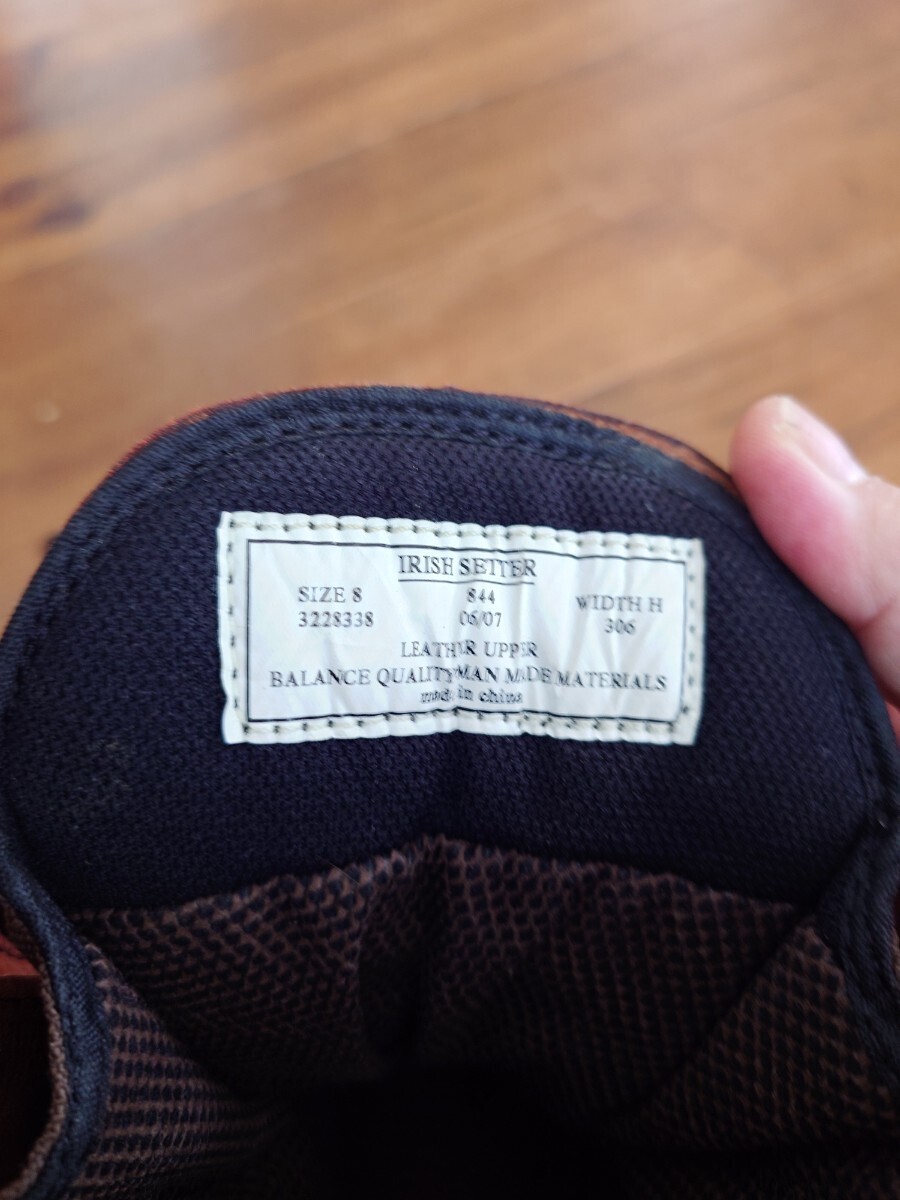 IRISH SETTER
SIZE 8 844 WIDTH H
3228338 06/07 306
LEATHER UPPER
BALANCE QUALITY MAN MADE MATERIALS
made in china